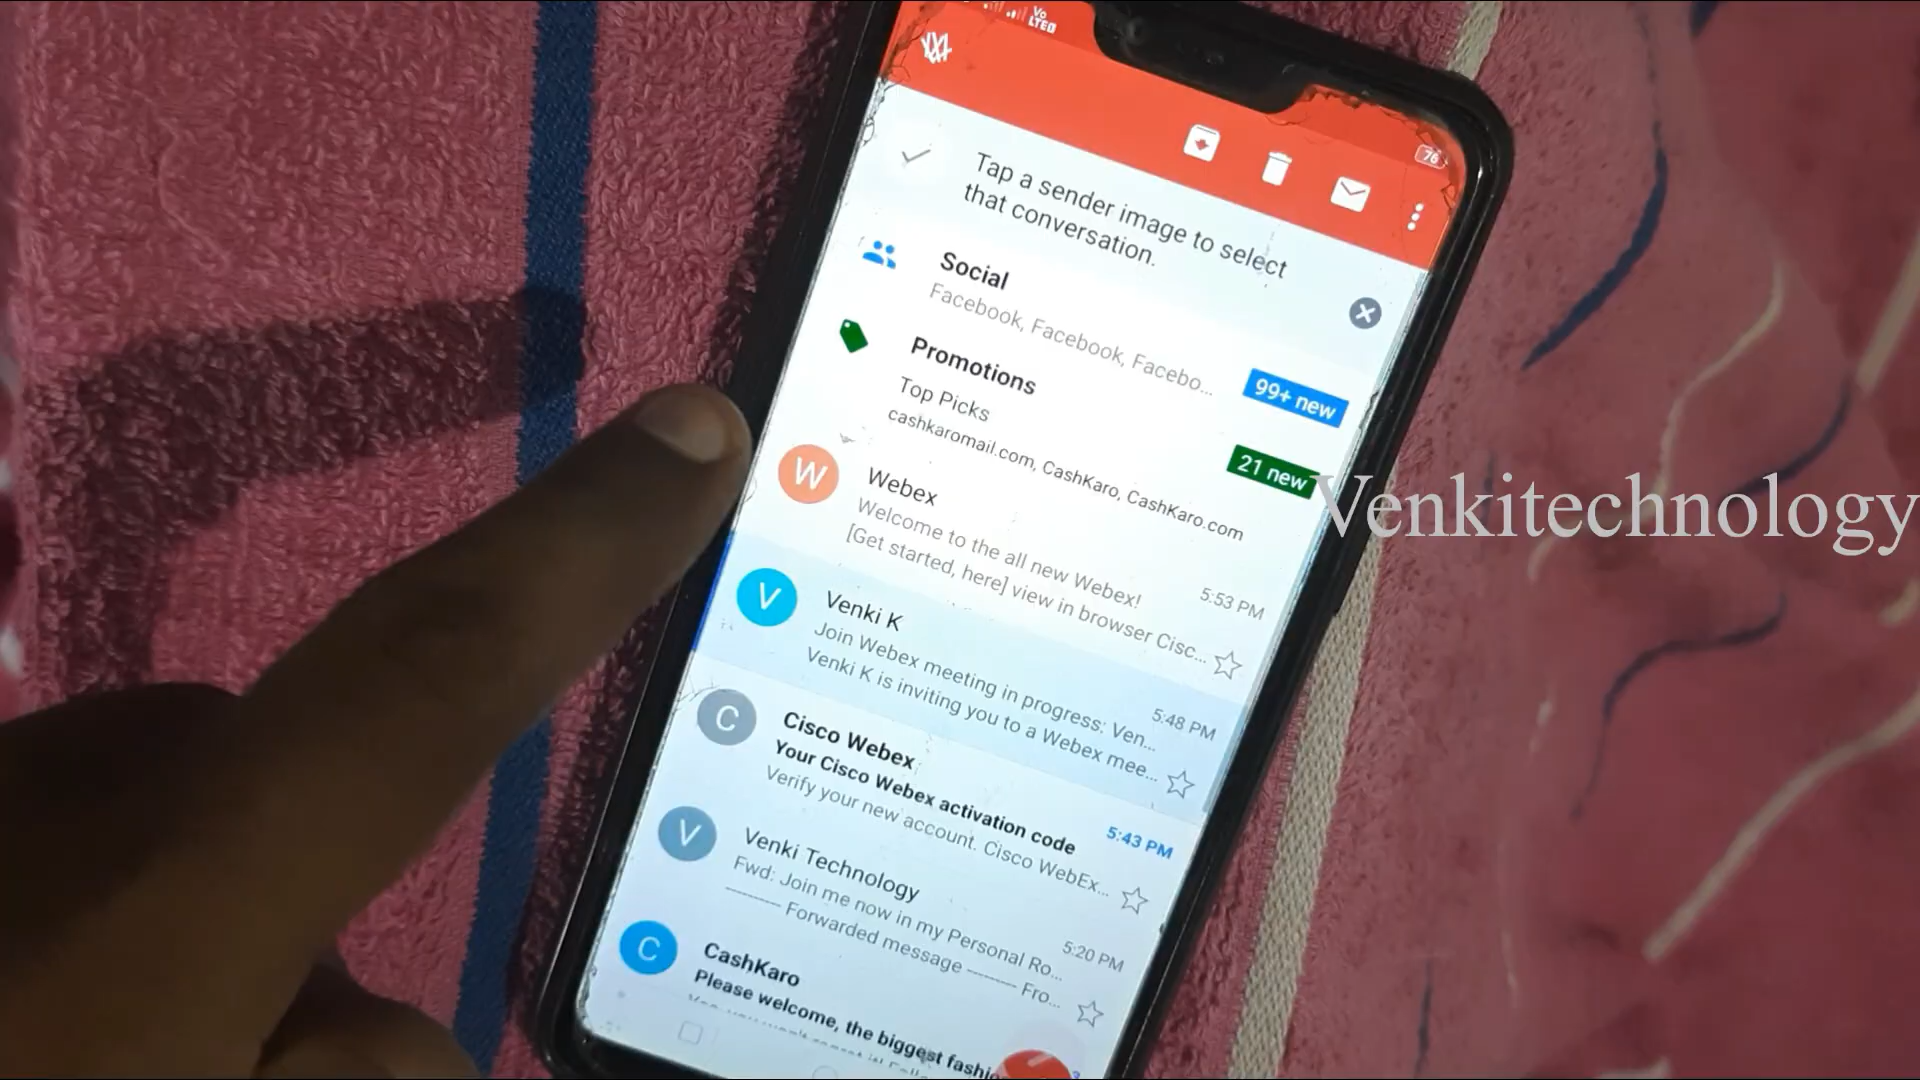 Vo
LTE
76
Tap a sender image to select
that conversation.
Social
Facebook, Facebook, Facebo...
99+ new
Promotions
Top Picks
21 new
cashkaromail.com, CashKaro, CashKaro.com
W
Webex
Welcome to the all new Webex!
5:53 PM
[Get started, here] view in browser Cisc...
V
Venki K
Join Webex meeting in progress: Ven...
5:48 PM
Venki K is inviting you to a Webex mee...
C
Cisco Webex
Your Cisco Webex activation code
5:43 PM
Verify your new account. Cisco WebEx...
V
Venki Technology
Fwd: Join me now in my Personal Ro...
5:20 PM
---------- Forwarded message --------- Fro...
C
CashKaro
Please welcome, the biggest fashio
Venkitechnology